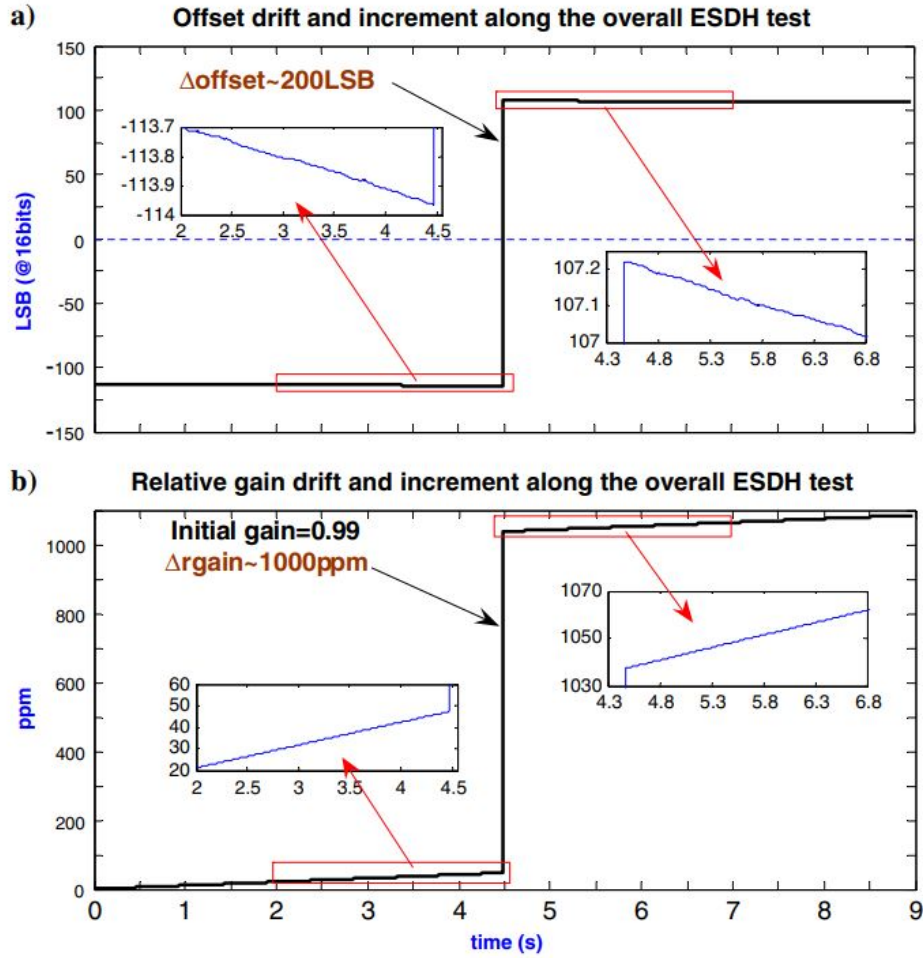 a) Offset drift and increment along the overall ESDH test
150
100
50
0
-50
-100
-150
LSB (@16bits)
Δoffset~200LSB
-113.7
-113.8
-113.9
-114
2 2.5 3 3.5 4 4.5
107.2
107.1
107
4.3 4.8 5.3 5.8 6.3 6.8
b) Relative gain drift and increment along the overall ESDH test
1000
800
600
400
200
0
ppm
Initial gain=0.99
Δrgain~1000ppm
1070
1050
1030
4.3 4.8 5.3 5.8 6.3 6.8
60
50
40
30
20
2 2.5 3 3.5 4 4.5
0 1 2 3 4 5 6 7 8 9
time (s)